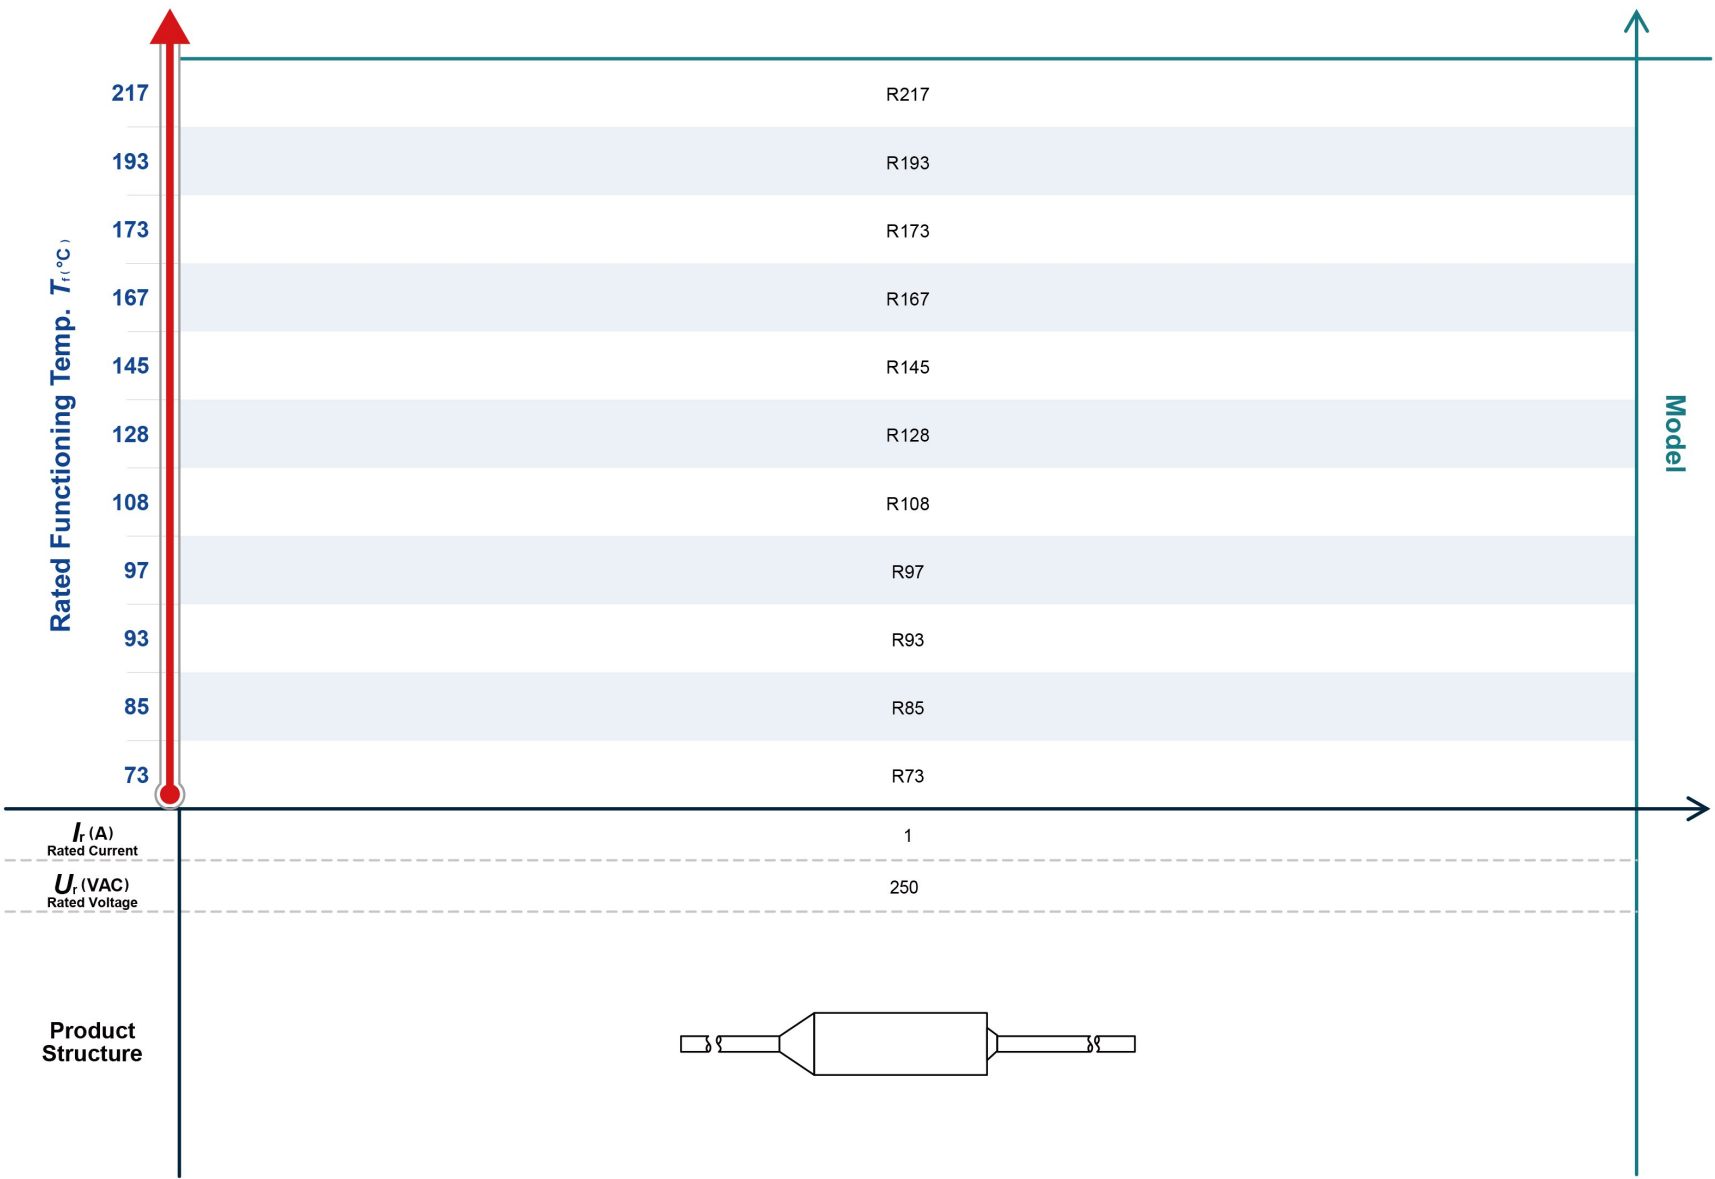 217 R217
193 R193
173 R173
167 R167
145 R145
128 R128
108 R108
97 R97
93 R93
85 R85
73 R73
Rated Functioning Temp. Tf(°C)
Model
Ir(A) 1
Rated Current
Ur(VAC) 250
Rated Voltage
Product
Structure